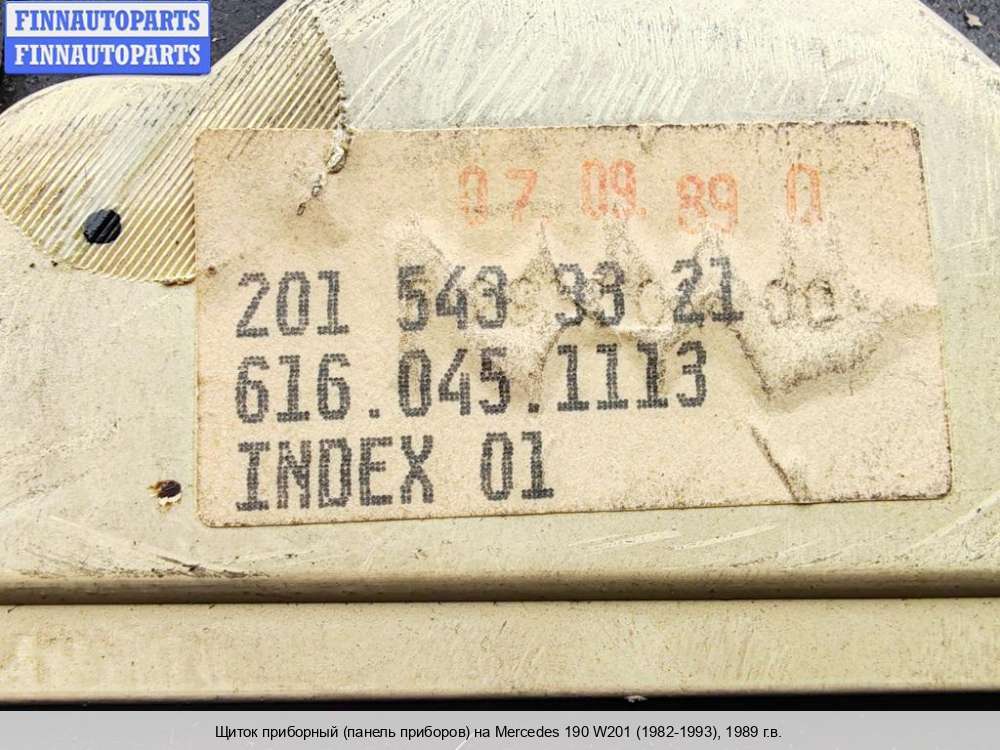 FINNAUTOPARTS
FINNAUTOPARTS
07. 09. 89 0
201 543 33 21
616.045.1113
INDEX 01
Щиток приборный (панель приборов) на Mercedes 190 W201 (1982-1993), 1989 г.в.